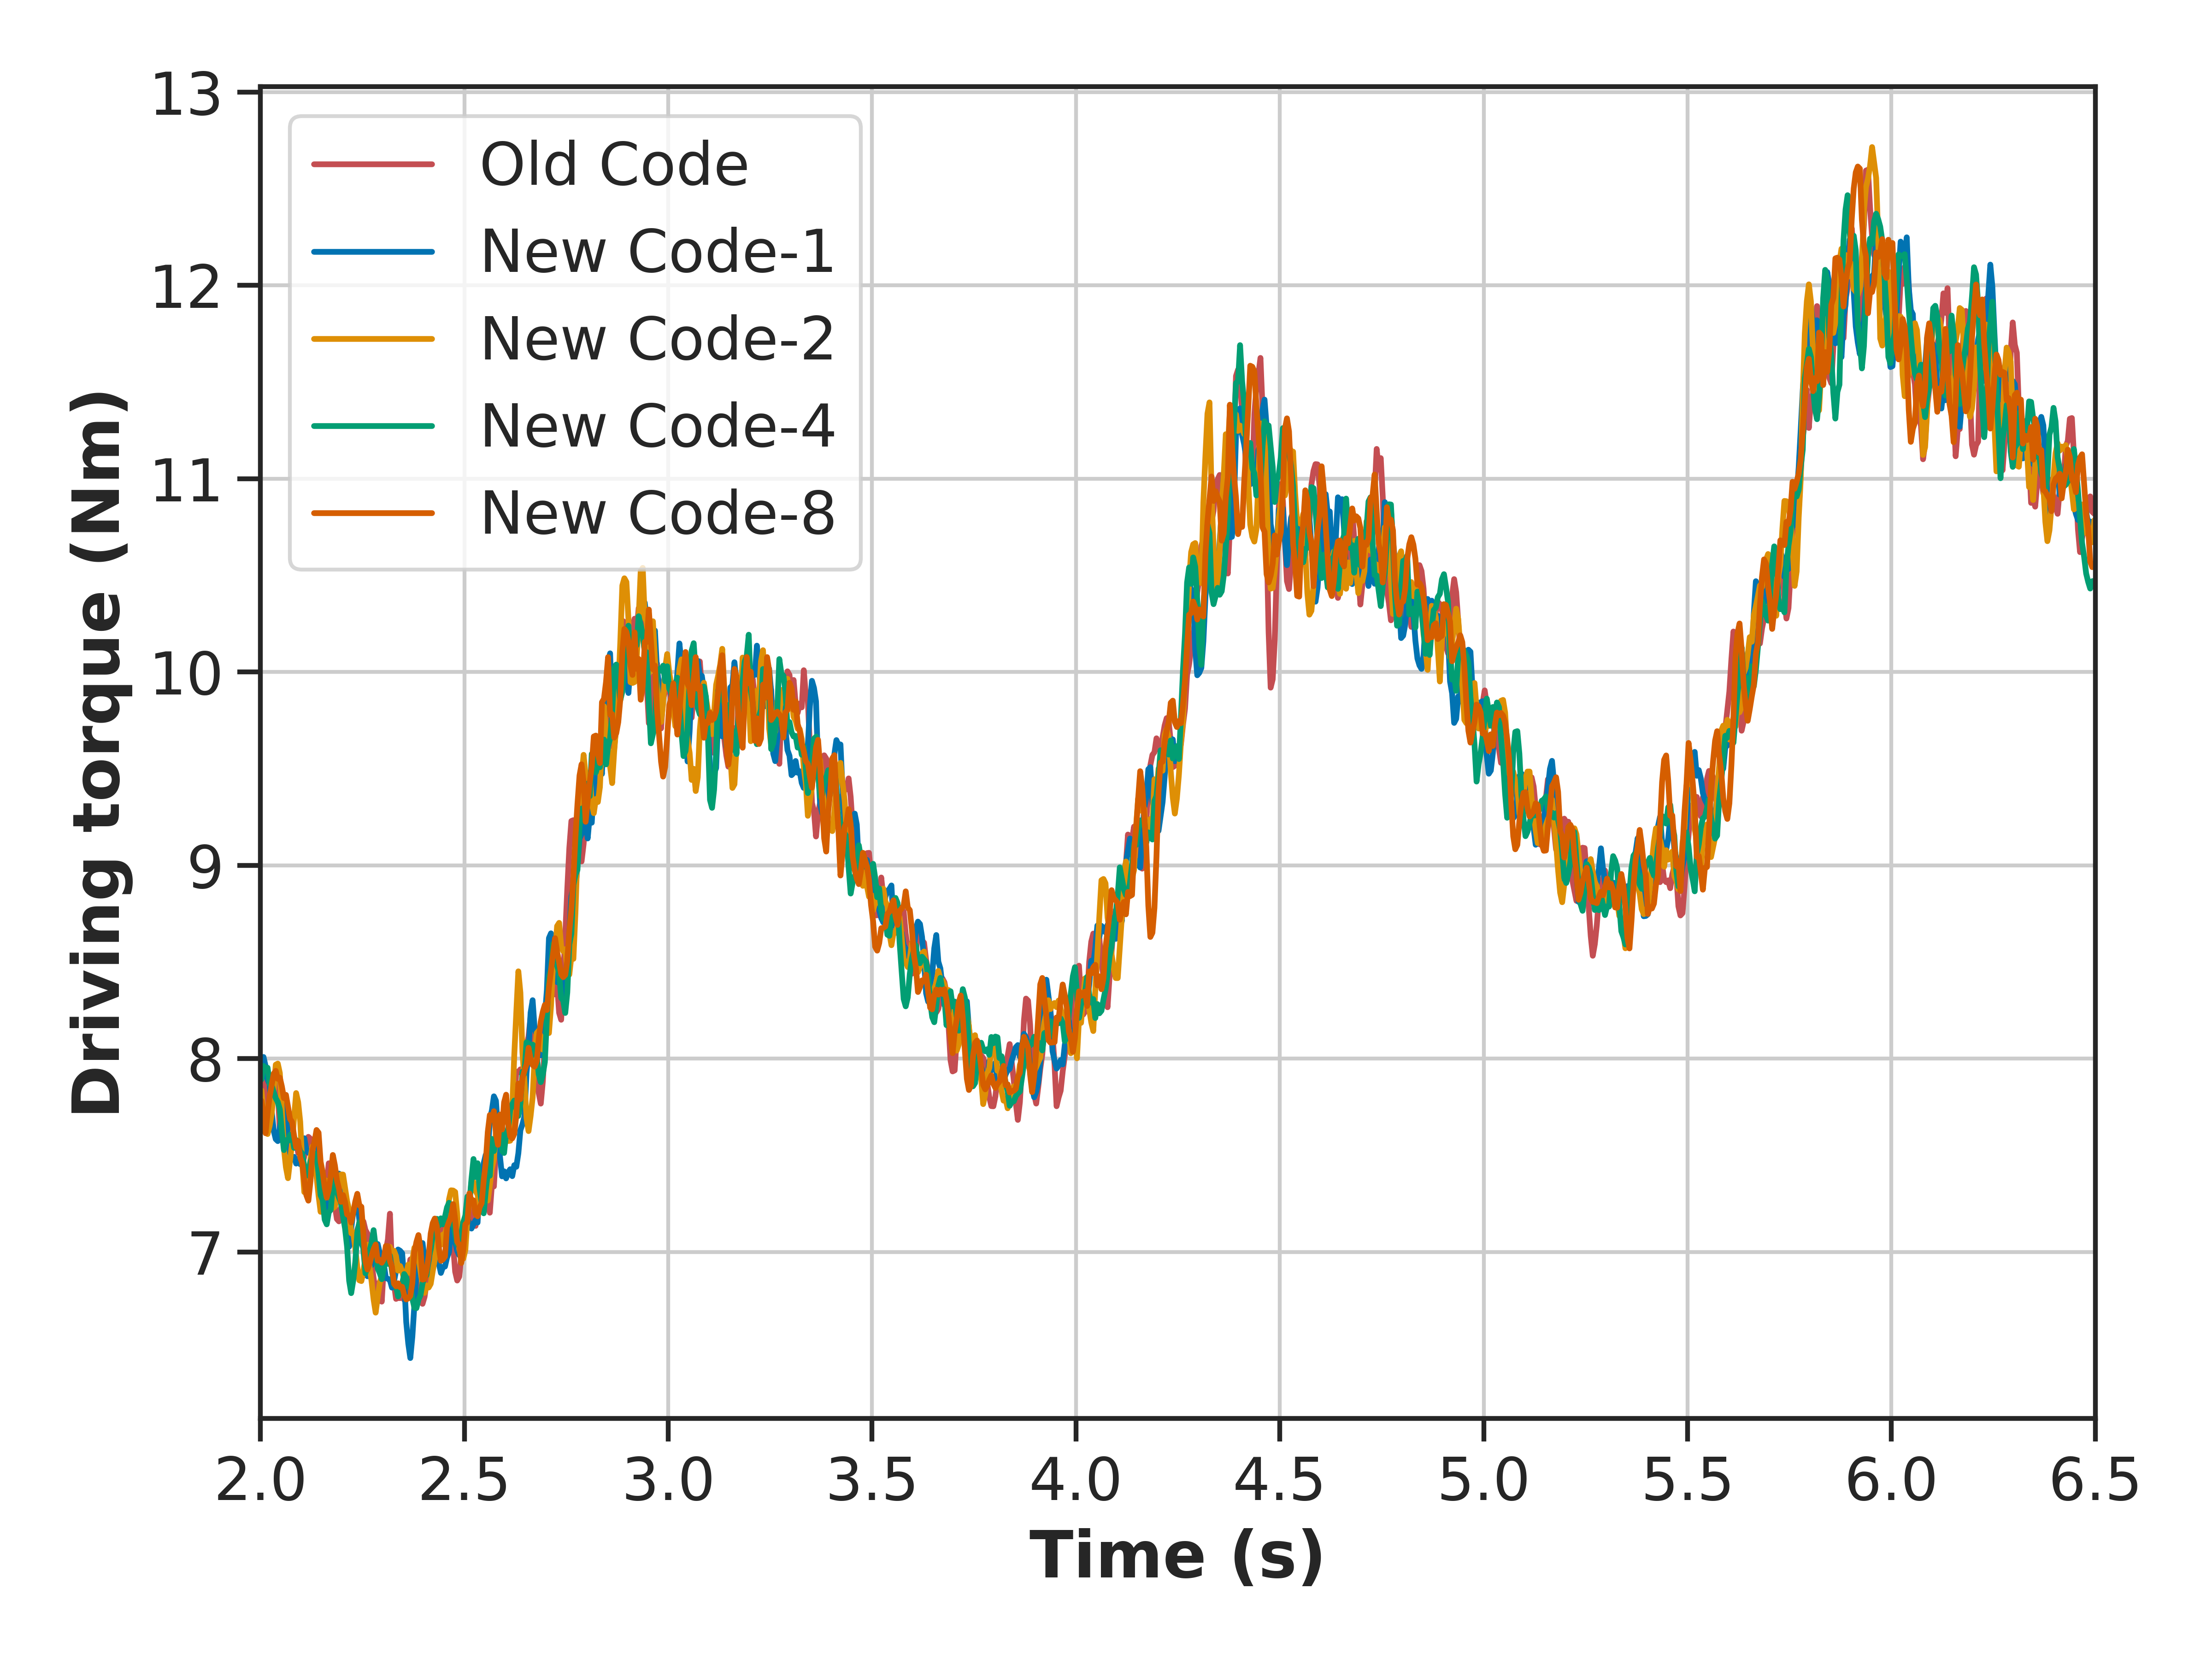 13
12
11
10
9
8
7
Driving torque (Nm)
Old Code
New Code-1
New Code-2
New Code-4
New Code-8
2.0 2.5 3.0 3.5 4.0 4.5 5.0 5.5 6.0 6.5
Time (s)